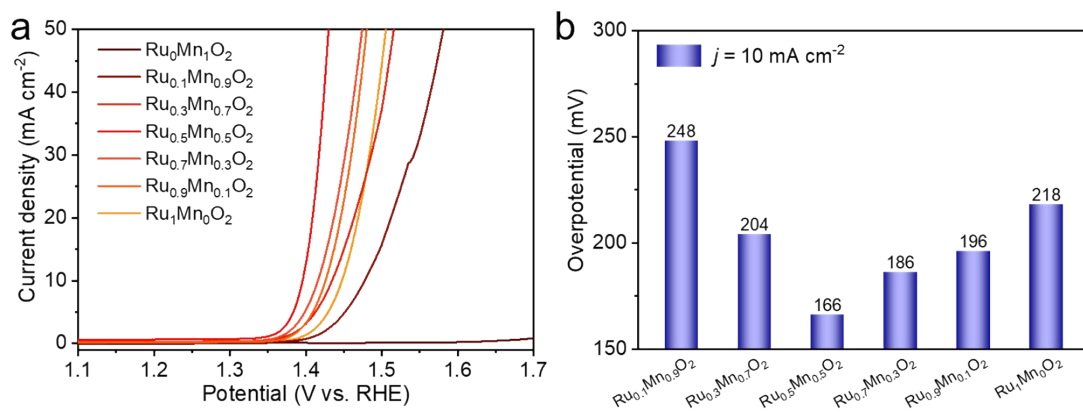 a
50
40
30
20
10
0
Current density (mA cm⁻²)
Ru₀Mn₁O₂
Ru₀.₁Mn₀.₉O₂
Ru₀.₃Mn₀.₇O₂
Ru₀.₅Mn₀.₅O₂
Ru₀.₇Mn₀.₃O₂
Ru₀.₉Mn₀.₁O₂
Ru₁Mn₀O₂
1.1 1.2 1.3 1.4 1.5 1.6 1.7
Potential (V vs. RHE)
b
300
250
200
150
Overpotential (mV)
j = 10 mA cm⁻²
248
204
166
186
196
218
Ru₀.₁Mn₀.₉O₂
Ru₀.₃Mn₀.₇O₂
Ru₀.₅Mn₀.₅O₂
Ru₀.₇Mn₀.₃O₂
Ru₀.₉Mn₀.₁O₂
Ru₁Mn₀O₂